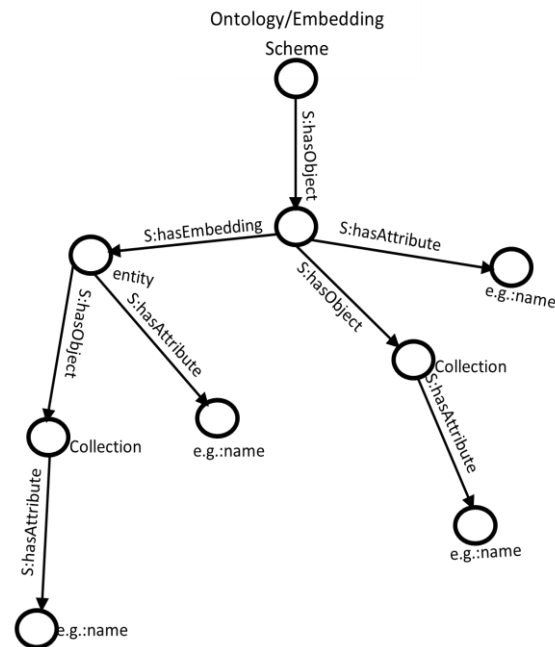 Ontology/Embedding
Scheme
S:hasObject
S:hasEmbedding
S:hasAttribute
entity
S:hasObject
e.g.:name
S:hasObject
S:hasAttribute
Collection
S:hasAttribute
Collection
e.g.:name
S:hasAttribute
e.g.:name
e.g.:name